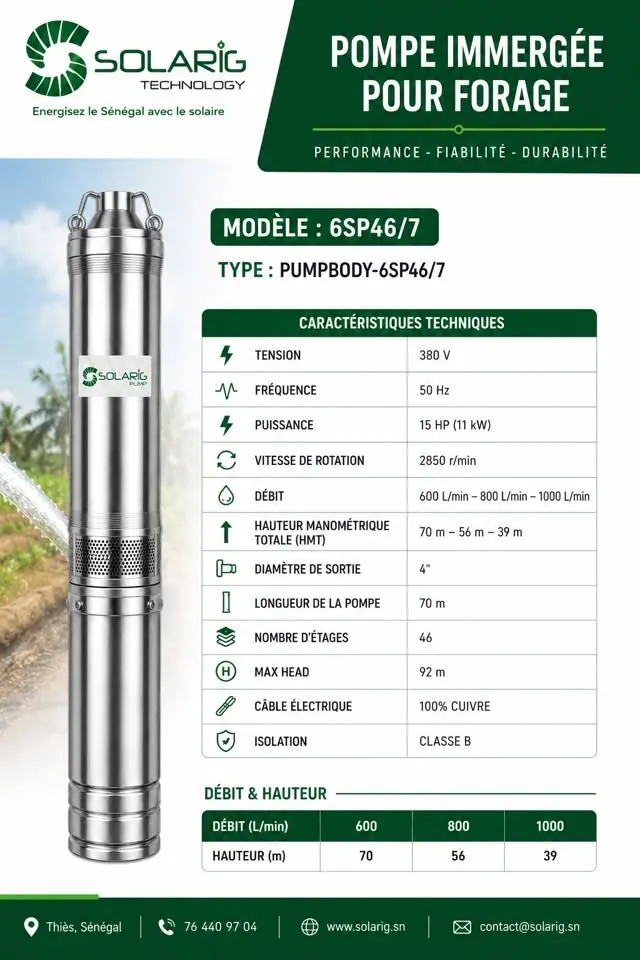 SOLARIG
TECHNOLOGY
Energisez le Sénégal avec le solaire
POMPE IMMERGÉE
POUR FORAGE
PERFORMANCE - FIABILITÉ - DURABILITÉ
MODÈLE : 6SP46/7
TYPE : PUMPBODY-6SP46/7
SOLARIG
PUMP
CARACTÉRISTIQUES TECHNIQUES
TENSION 380 V
FRÉQUENCE 50 Hz
PUISSANCE 15 HP (11 kW)
VITESSE DE ROTATION 2850 r/min
DÉBIT 600 L/min – 800 L/min – 1000 L/min
HAUTEUR MANOMÉTRIQUE
TOTALE (HMT) 70 m – 56 m – 39 m
DIAMÈTRE DE SORTIE 4"
LONGUEUR DE LA POMPE 70 m
NOMBRE D'ÉTAGES 46
H MAX HEAD 92 m
CÂBLE ÉLECTRIQUE 100% CUIVRE
ISOLATION CLASSE B
DÉBIT & HAUTEUR
DÉBIT (L/min) 600 800 1000
HAUTEUR (m) 70 56 39
Thiès, Sénégal 76 440 97 04 www.solarig.sn contact@solarig.sn